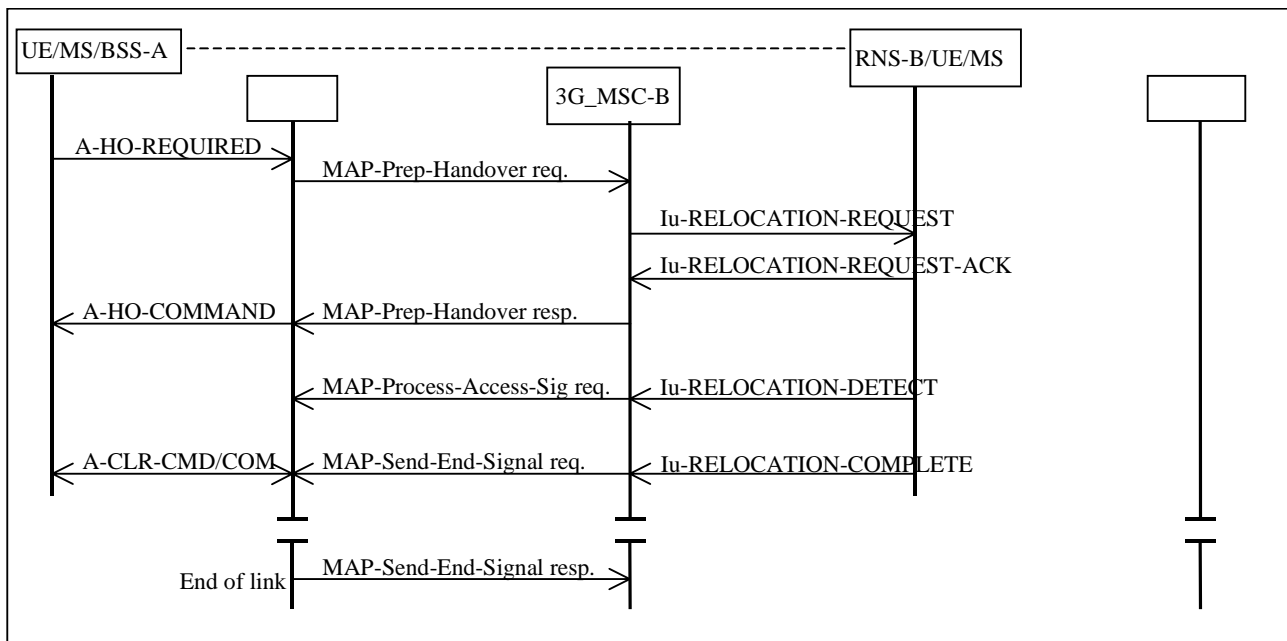 UE/MS/BSS-A
RNS-B/UE/MS
3G_MSC-B
A-HO-REQUIRED
MAP-Prep-Handover req.
Iu-RELOCATION-REQUEST
Iu-RELOCATION-REQUEST-ACK
A-HO-COMMAND
MAP-Prep-Handover resp.
MAP-Process-Access-Sig req.
Iu-RELOCATION-DETECT
A-CLR-CMD/COM
MAP-Send-End-Signal req.
Iu-RELOCATION-COMPLETE
MAP-Send-End-Signal resp.
End of link